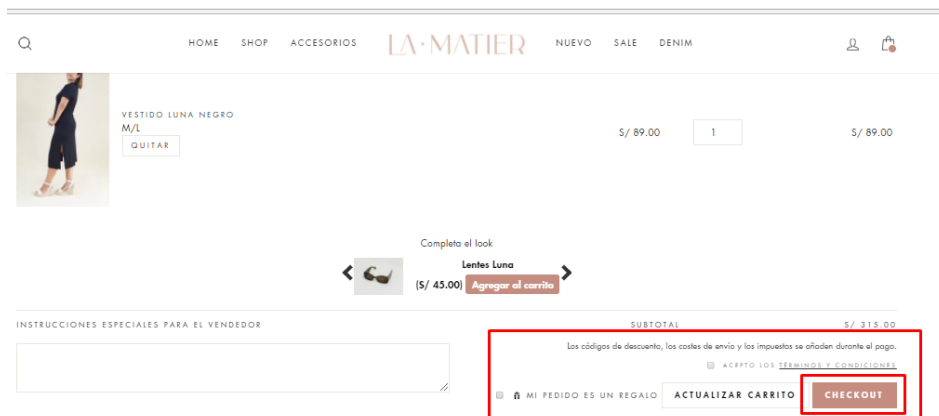 HOME SHOP ACCESORIOS LA·MATIER NUEVO SALE DENIM
VESTIDO LUNA NEGRO
M/L
QUITAR
S/ 89.00 1 S/ 89.00
Completa el look
Lentes Luna
(S/ 45.00) Agregar al carrito
INSTRUCCIONES ESPECIALES PARA EL VENDEDOR SUBTOTAL S/ 315.00
Los códigos de descuento, los costes de envío y los impuestos se añaden durante el pago.
ACEPTO LOS TÉRMINOS Y CONDICIONES
MI PEDIDO ES UN REGALO ACTUALIZAR CARRITO CHECKOUT